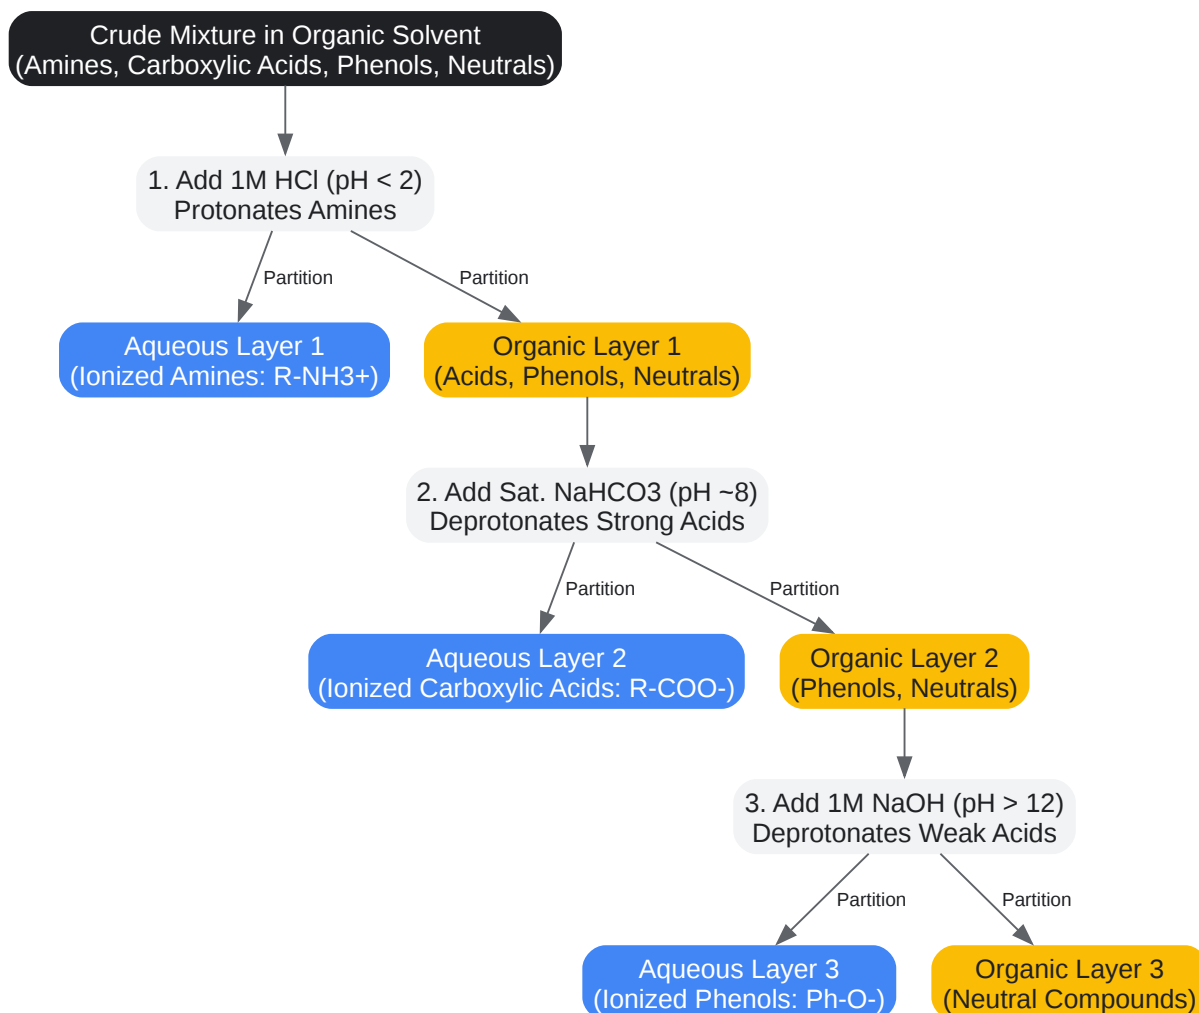 Crude Mixture in Organic Solvent
(Amines, Carboxylic Acids, Phenols, Neutrals)
1. Add 1M HCl (pH < 2)
Protonates Amines
Partition
Partition
Aqueous Layer 1
(Ionized Amines: R-NH3+)
Organic Layer 1
(Acids, Phenols, Neutrals)
2. Add Sat. NaHCO3 (pH ~8)
Deprotonates Strong Acids
Partition
Partition
Aqueous Layer 2
(Ionized Carboxylic Acids: R-COO-)
Organic Layer 2
(Phenols, Neutrals)
3. Add 1M NaOH (pH > 12)
Deprotonates Weak Acids
Partition
Partition
Aqueous Layer 3
(Ionized Phenols: Ph-O-)
Organic Layer 3
(Neutral Compounds)